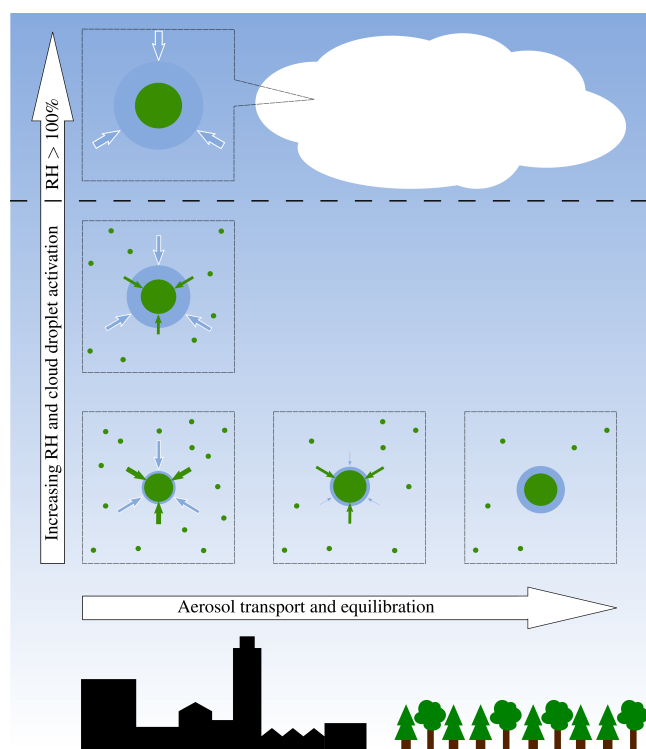 Increasing RH and cloud droplet activation
RH > 100%
Aerosol transport and equilibration